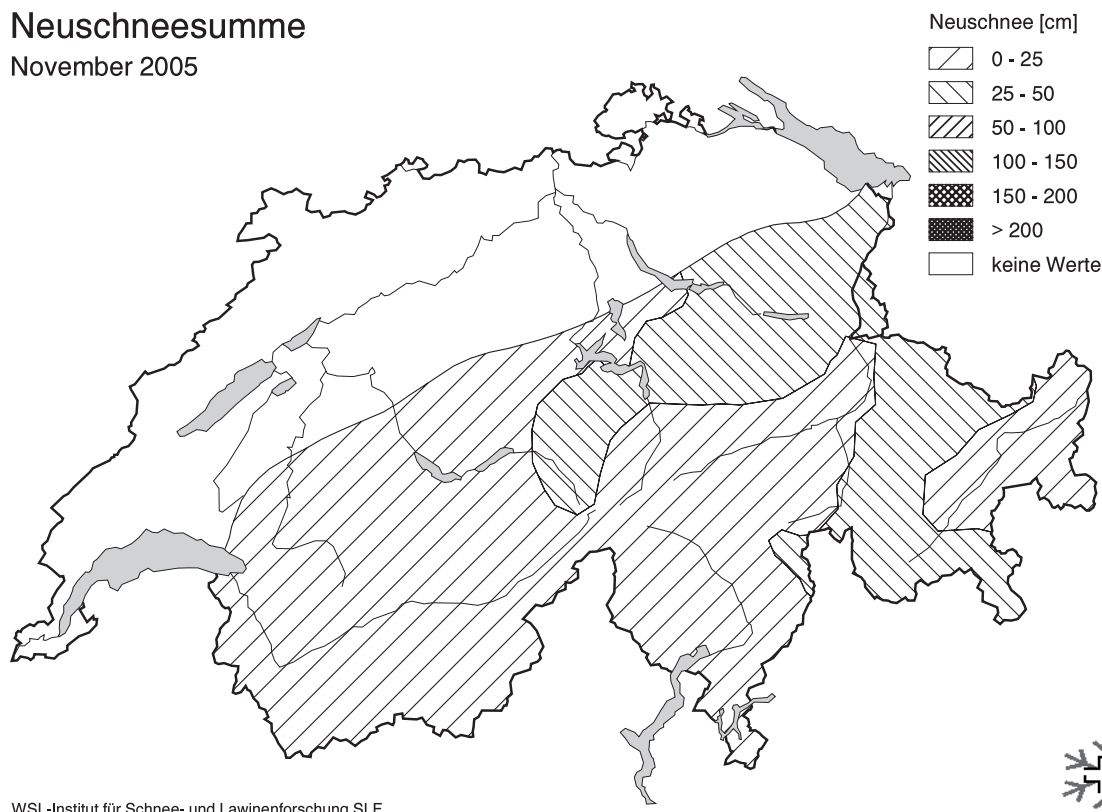 Neuschneesumme
November 2005
Neuschnee [cm]
0 - 25
25 - 50
50 - 100
100 - 150
150 - 200
> 200
keine Werte
WSL-Institut für Schnee- und Lawinenforschung SLF